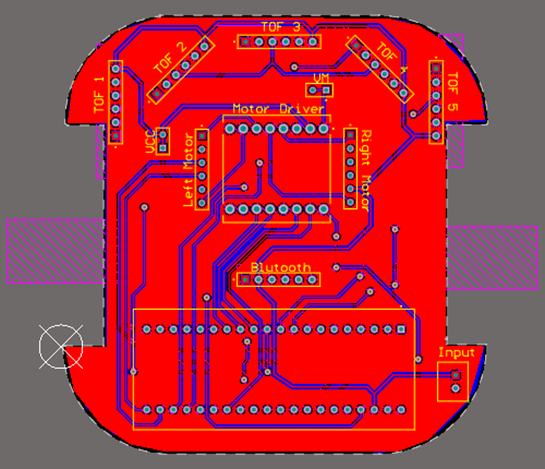 TOF 3
TOF 2
TOF
TOF 1
TOF 5
VM
Motor Driver
VCC
Left Motor
Right Motor
Blutooth
Input